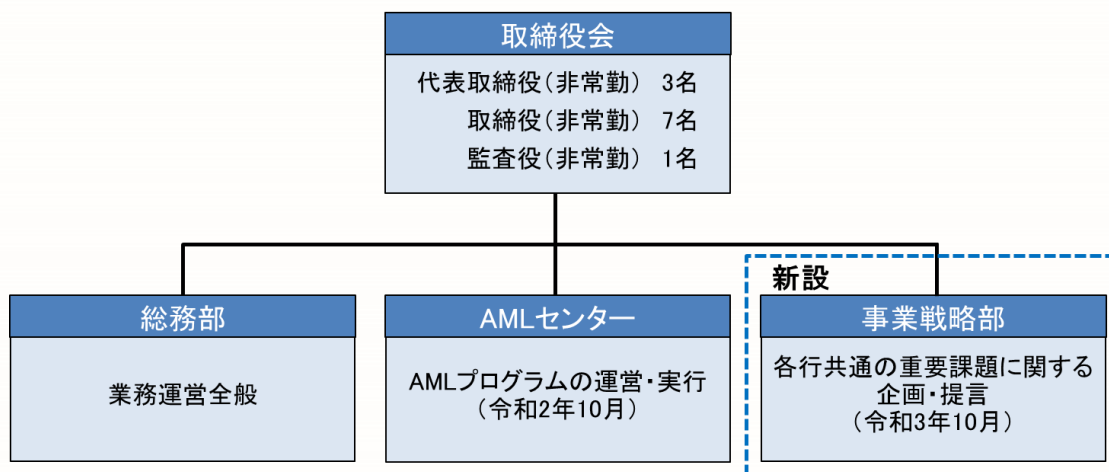 取締役会
代表取締役(非常勤) 3名
取締役(非常勤) 7名
監査役(非常勤) 1名
総務部
業務運営全般
AMLセンター
AMLプログラムの運営・実行
(令和2年10月)
新設
事業戦略部
各行共通の重要課題に関する
企画・提言
(令和3年10月)